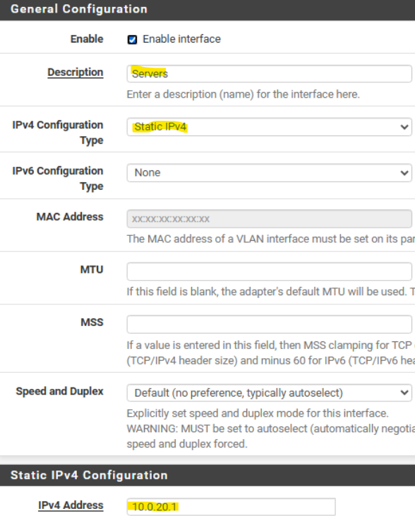 General Configuration
Enable Enable interface
Description Servers
Enter a description (name) for the interface here.
IPv4 Configuration Type Static IPv4
IPv6 Configuration Type None
MAC Address xx:xx:xx:xx:xx:xx
The MAC address of a VLAN interface must be set on its par
MTU
If this field is blank, the adapter's default MTU will be used. T
MSS
If a value is entered in this field, then MSS clamping for TCP
(TCP/IPv4 header size) and minus 60 for IPv6 (TCP/IPv6 hea
Speed and Duplex Default (no preference, typically autoselect)
Explicitly set speed and duplex mode for this interface.
WARNING: MUST be set to autoselect (automatically negotia
speed and duplex forced.
Static IPv4 Configuration
IPv4 Address 10.0.20.1